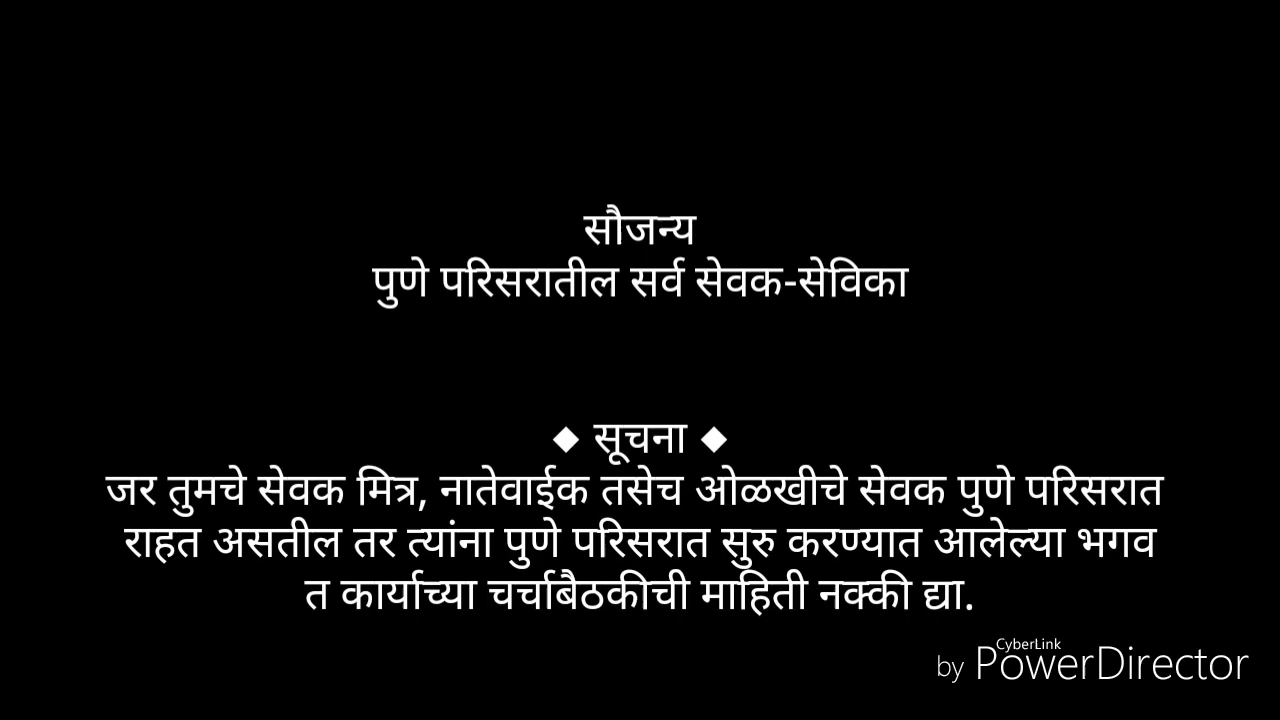 सौजन्य
पुणे परिसरातील सर्व सेवक-सेविका
◆ सूचना ◆
जर तुमचे सेवक मित्र, नातेवाईक तसेच ओळखीचे सेवक पुणे परिसरात
राहत असतील तर त्यांना पुणे परिसरात सुरु करण्यात आलेल्या भगव
त कार्याच्या चर्चाबैठकीची माहिती नक्की द्या.
CyberLink
by PowerDirector